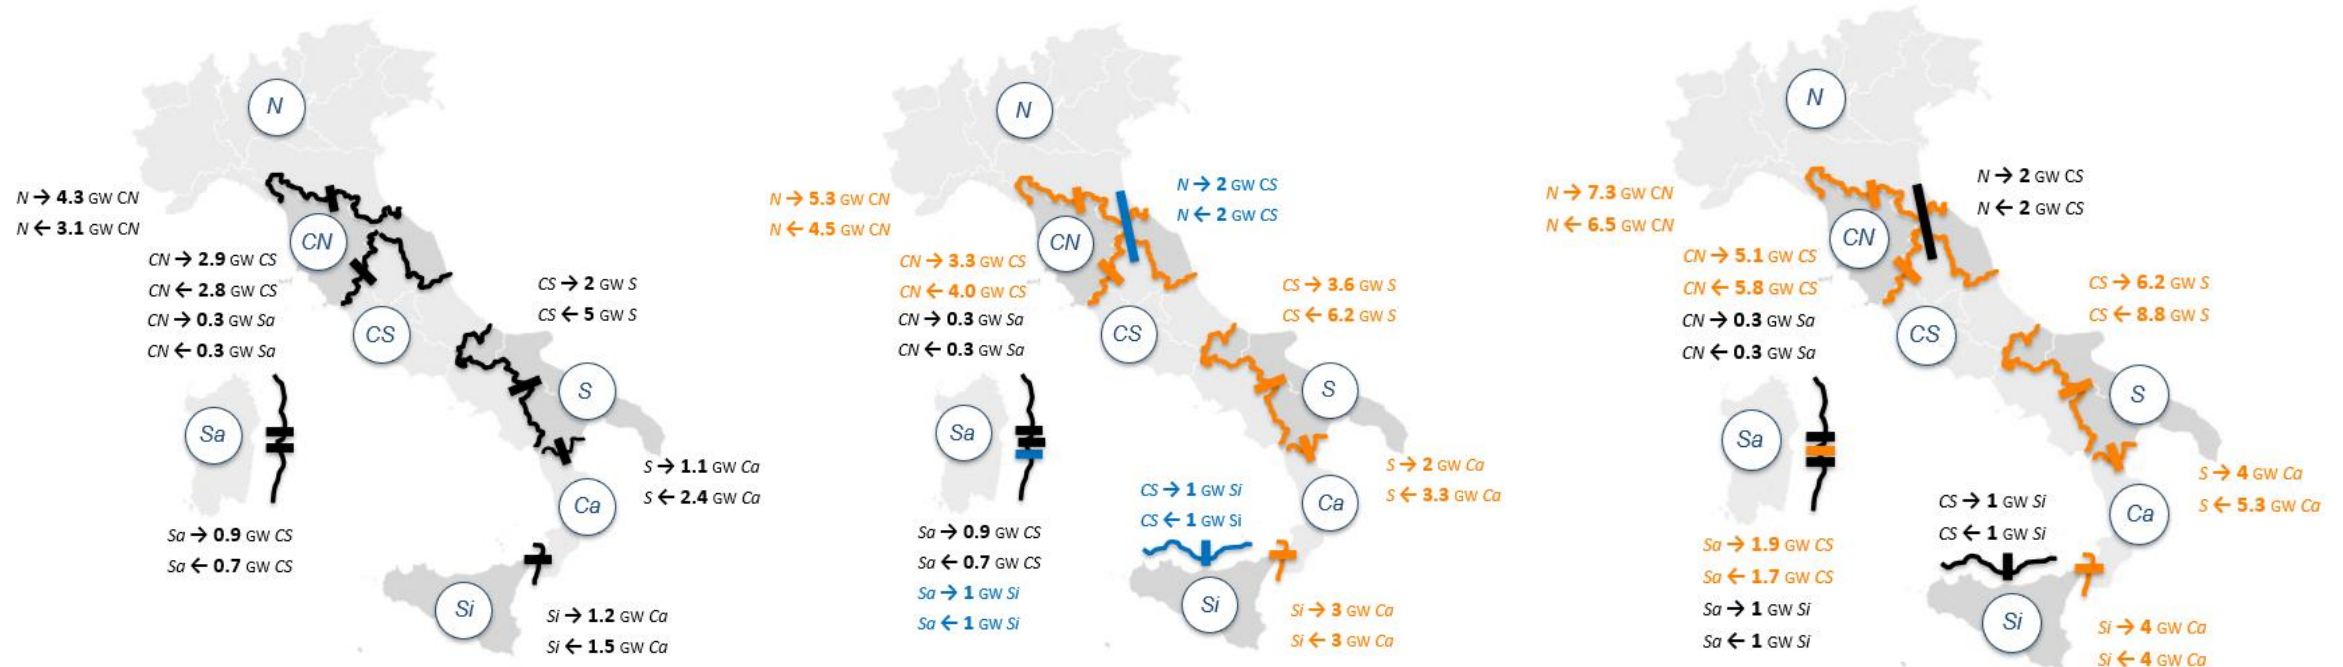 N
N → 4.3 GW CN
N ← 3.1 GW CN
CN
CN → 2.9 GW CS
CN ← 2.8 GW CS
CN → 0.3 GW Sa
CN ← 0.3 GW Sa
CS → 2 GW S
CS ← 5 GW S
CS
S
Sa
S → 1.1 GW Ca
S ← 2.4 GW Ca
Ca
Sa → 0.9 GW CS
Sa ← 0.7 GW CS
Si
Si → 1.2 GW Ca
Si ← 1.5 GW Ca
N
N → 5.3 GW CN
N ← 4.5 GW CN
N → 2 GW CS
N ← 2 GW CS
CN
CN → 3.3 GW CS
CN ← 4.0 GW CS
CN → 0.3 GW Sa
CN ← 0.3 GW Sa
CS → 3.6 GW S
CS ← 6.2 GW S
CS
S
Sa
S → 2 GW Ca
S ← 3.3 GW Ca
CS → 1 GW Si
CS ← 1 GW Si
Ca
Sa → 0.9 GW CS
Sa ← 0.7 GW CS
Sa → 1 GW Si
Sa ← 1 GW Si
Si
Si → 3 GW Ca
Si ← 3 GW Ca
N
N → 7.3 GW CN
N ← 6.5 GW CN
N → 2 GW CS
N ← 2 GW CS
CN
CN → 5.1 GW CS
CN ← 5.8 GW CS
CN → 0.3 GW Sa
CN ← 0.3 GW Sa
CS → 6.2 GW S
CS ← 8.8 GW S
CS
S
Sa
S → 4 GW Ca
S ← 5.3 GW Ca
CS → 1 GW Si
CS ← 1 GW Si
Ca
Sa → 1.9 GW CS
Sa ← 1.7 GW CS
Sa → 1 GW Si
Sa ← 1 GW Si
Si
Si → 4 GW Ca
Si ← 4 GW Ca